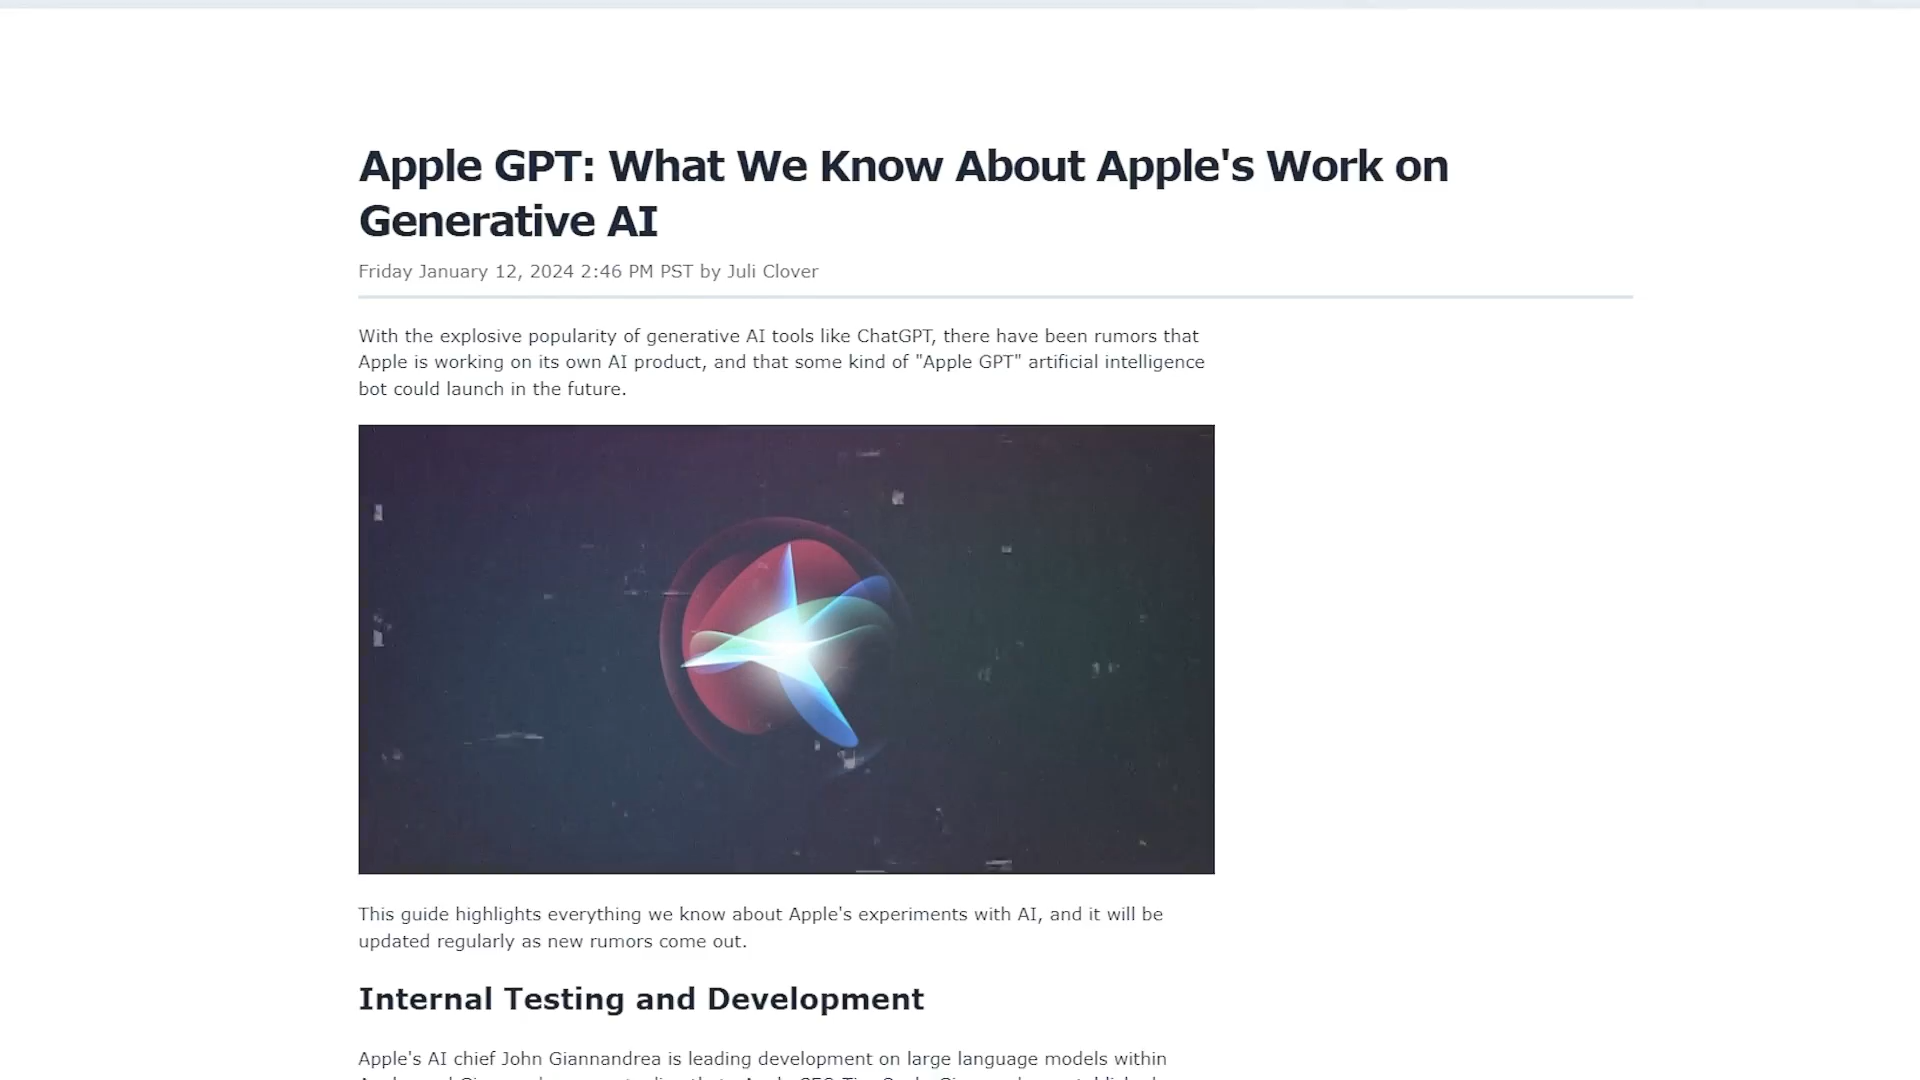 Apple GPT: What We Know About Apple's Work on
Generative AI
Friday January 12, 2024 2:46 PM PST by Juli Clover
With the explosive popularity of generative AI tools like ChatGPT, there have been rumors that
Apple is working on its own AI product, and that some kind of "Apple GPT" artificial intelligence
bot could launch in the future.
This guide highlights everything we know about Apple's experiments with AI, and it will be
updated regularly as new rumors come out.
Internal Testing and Development
Apple's AI chief John Giannandrea is leading development on large language models within